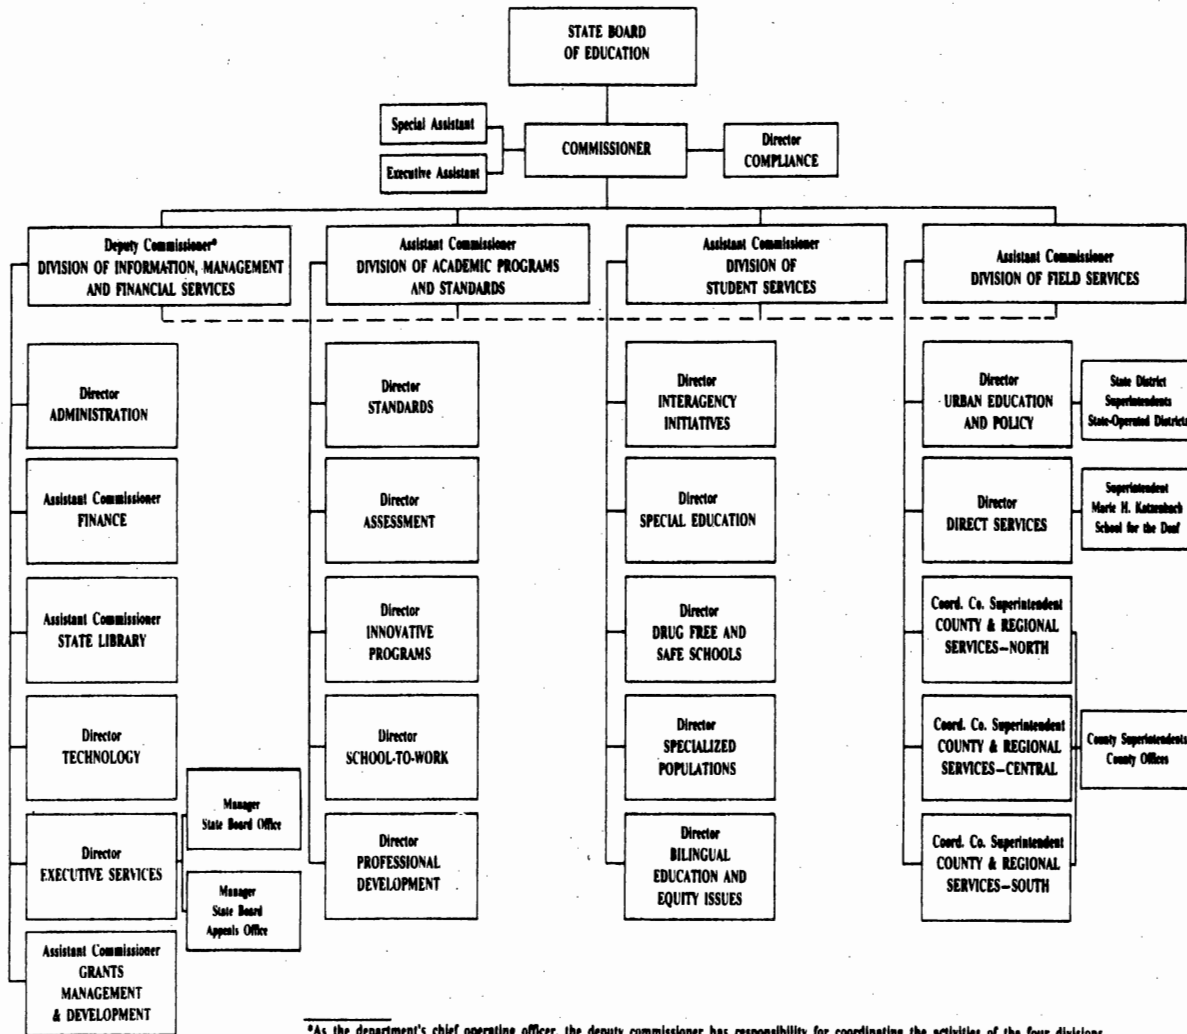 STATE BOARD
OF EDUCATION
Special Assistant
Executive Assistant
COMMISSIONER
Director
COMPLIANCE
Deputy Commissioner*
DIVISION OF INFORMATION, MANAGEMENT
AND FINANCIAL SERVICES
Assistant Commissioner
DIVISION OF ACADEMIC PROGRAMS
AND STANDARDS
Assistant Commissioner
DIVISION OF
STUDENT SERVICES
Assistant Commissioner
DIVISION OF FIELD SERVICES
Director
ADMINISTRATION
Assistant Commissioner
FINANCE
Assistant Commissioner
STATE LIBRARY
Director
TECHNOLOGY
Director
EXECUTIVE SERVICES
Manager
State Board Office
Manager
State Board
Appeals Office
Assistant Commissioner
GRANTS
MANAGEMENT
& DEVELOPMENT
Director
STANDARDS
Director
ASSESSMENT
Director
INNOVATIVE
PROGRAMS
Director
SCHOOL-TO-WORK
Director
PROFESSIONAL
DEVELOPMENT
Director
INTERAGENCY
INITIATIVES
Director
SPECIAL EDUCATION
Director
DRUG FREE AND
SAFE SCHOOLS
Director
SPECIALIZED
POPULATIONS
Director
BILINGUAL
EDUCATION AND
EQUITY ISSUES
Director
URBAN EDUCATION
AND POLICY
State District
Superintendents
State-Operated Districts
Director
DIRECT SERVICES
Superintendent
Marie H. Katzenbach
School for the Deaf
Coord. Co. Superintendent
COUNTY & REGIONAL
SERVICES—NORTH
Coord. Co. Superintendent
COUNTY & REGIONAL
SERVICES—CENTRAL
Coord. Co. Superintendent
COUNTY & REGIONAL
SERVICES—SOUTH
County Superintendents
County Offices
*As the department's chief operating officer, the deputy commissioner has responsibility for coordinating the activities of the four divisions